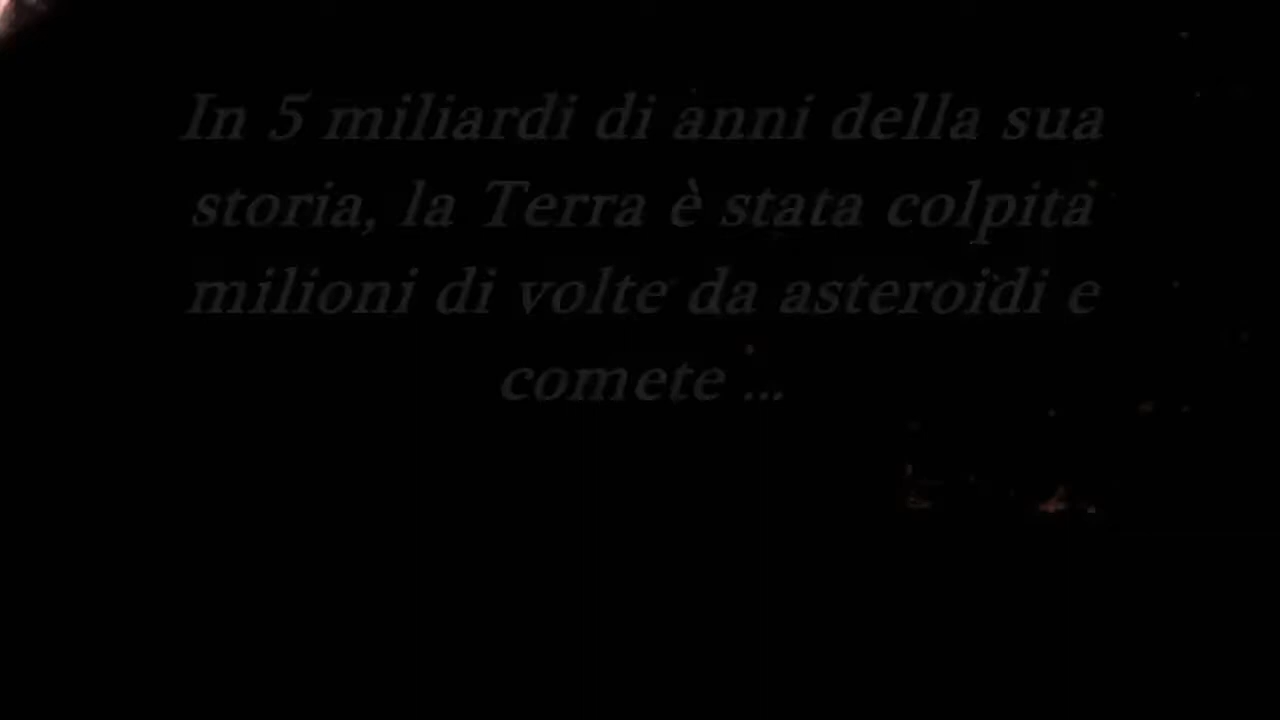 In 5 miliardi di anni della sua
storia, la Terra è stata colpita
milioni di volte da asteroidi e
comete ...